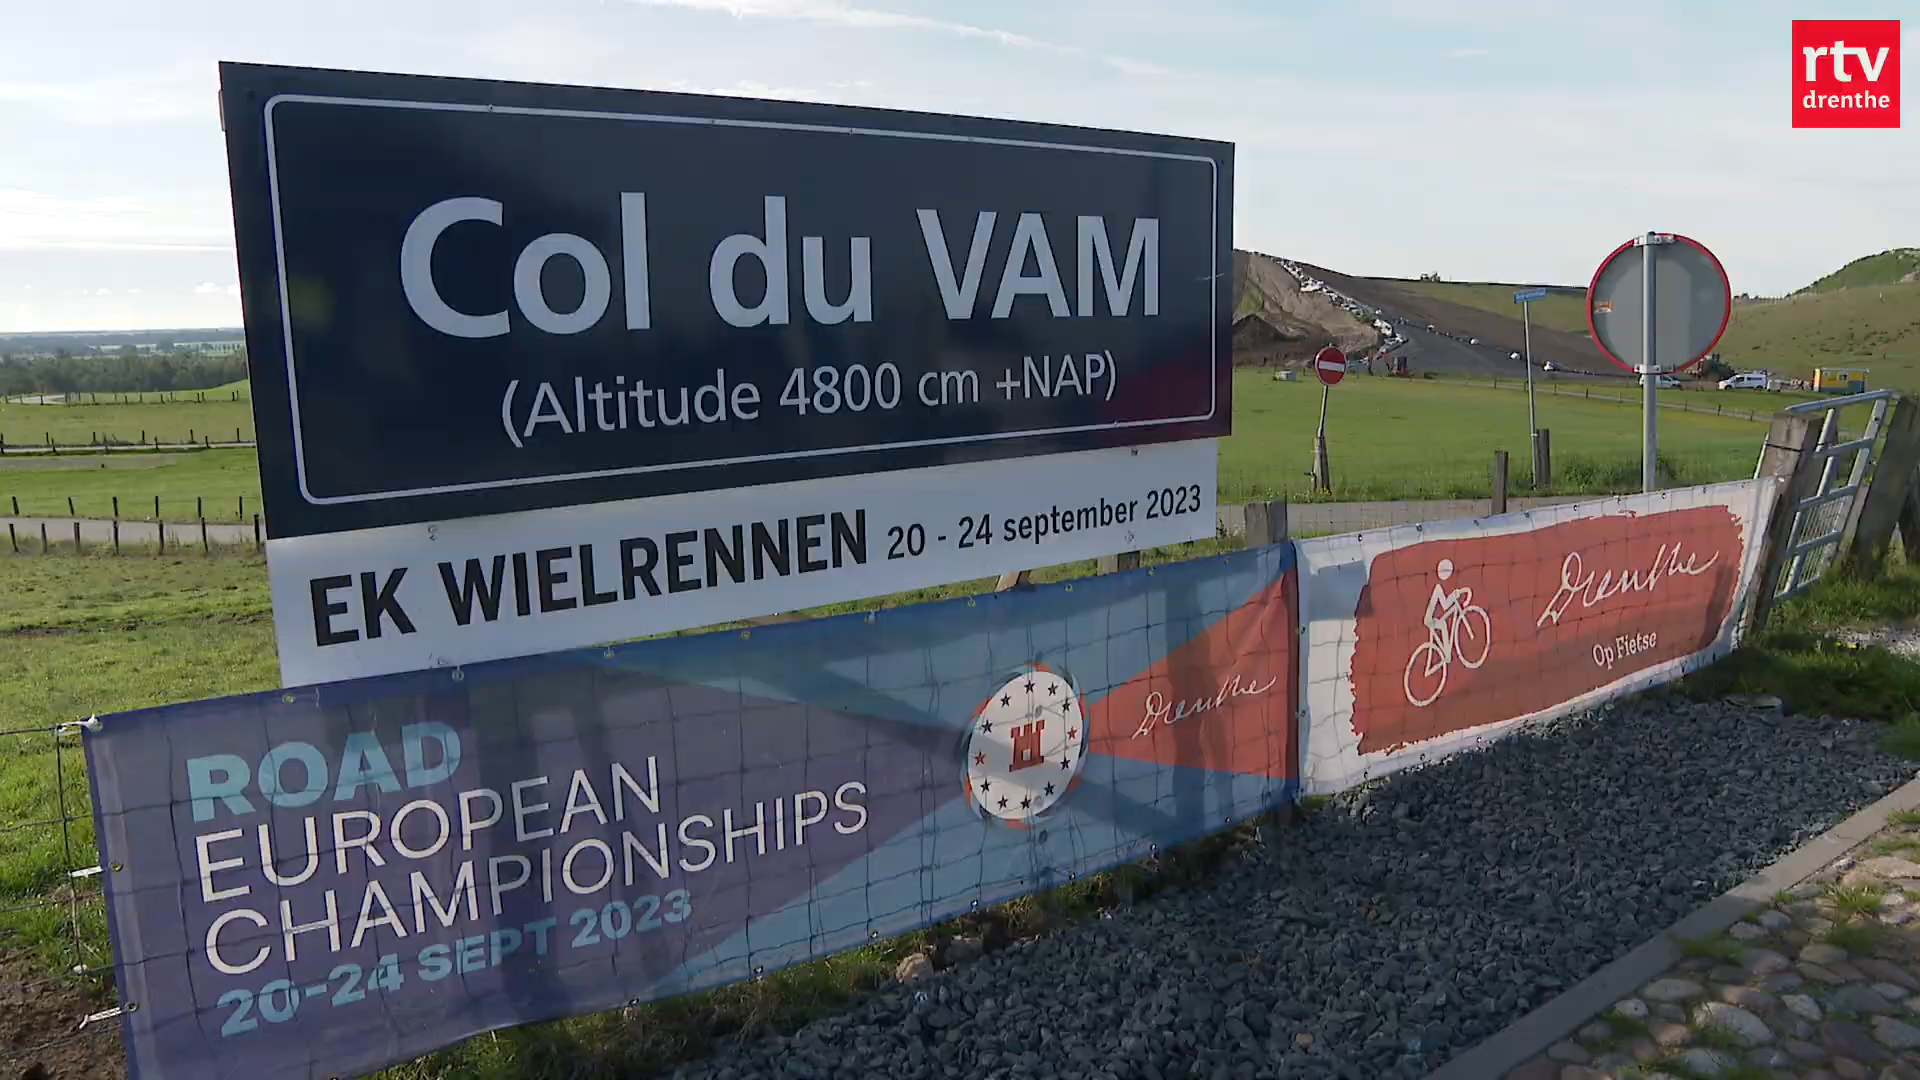 rtv
drenthe
Col du VAM
(Altitude 4800 cm +NAP)
EK WIELRENNEN 20 - 24 september 2023
ROAD
EUROPEAN
CHAMPIONSHIPS
20-24 SEPT 2023
Drenthe
Drenthe
Op Fietse